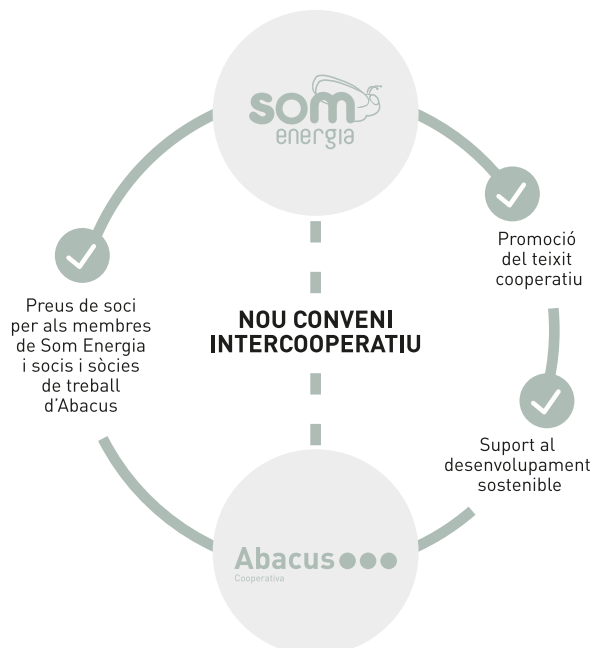 som
energia
Promoció
del teixit
cooperatiu
Preus de soci
per als membres
de Som Energia
i socis i sòcies
de treball
d'Abacus
NOU CONVENI
INTERCOOPERATIU
Suport al
desenvolupament
sostenible
Abacus
Cooperativa